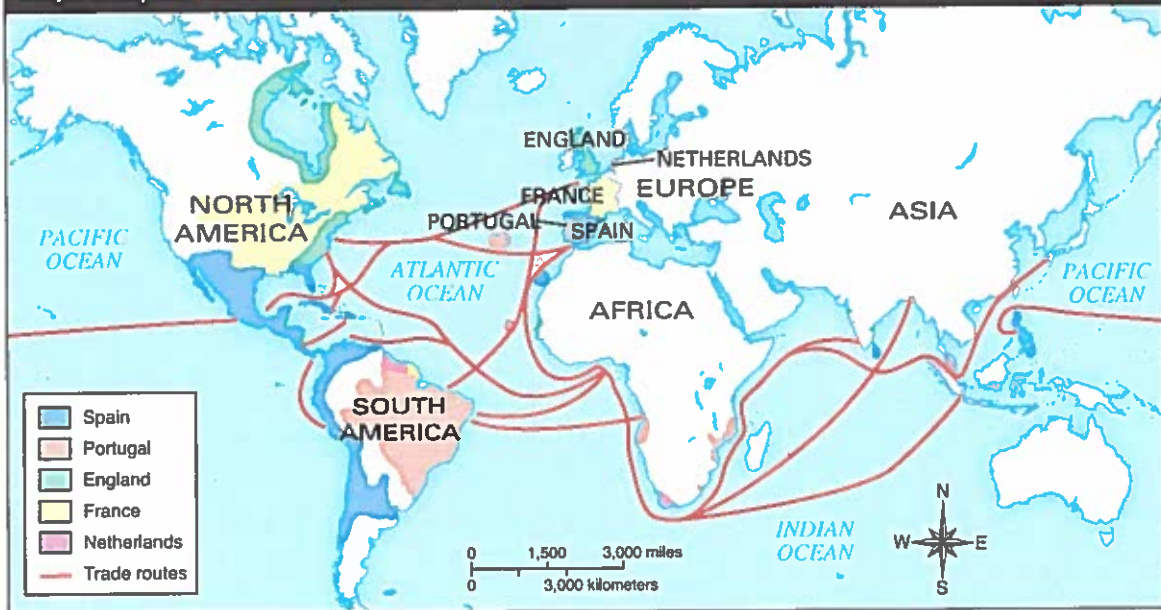 ENGLAND
NETHERLANDS
NORTH
AMERICA
FRANCE
EUROPE
ASIA
PORTUGAL
SPAIN
PACIFIC
OCEAN
ATLANTIC
OCEAN
PACIFIC
OCEAN
AFRICA
SOUTH
AMERICA
Spain
Portugal
England
France
Netherlands
Trade routes
INDIAN
OCEAN
N
W E
S
0 1,500 3,000 miles
0 3,000 kilometers